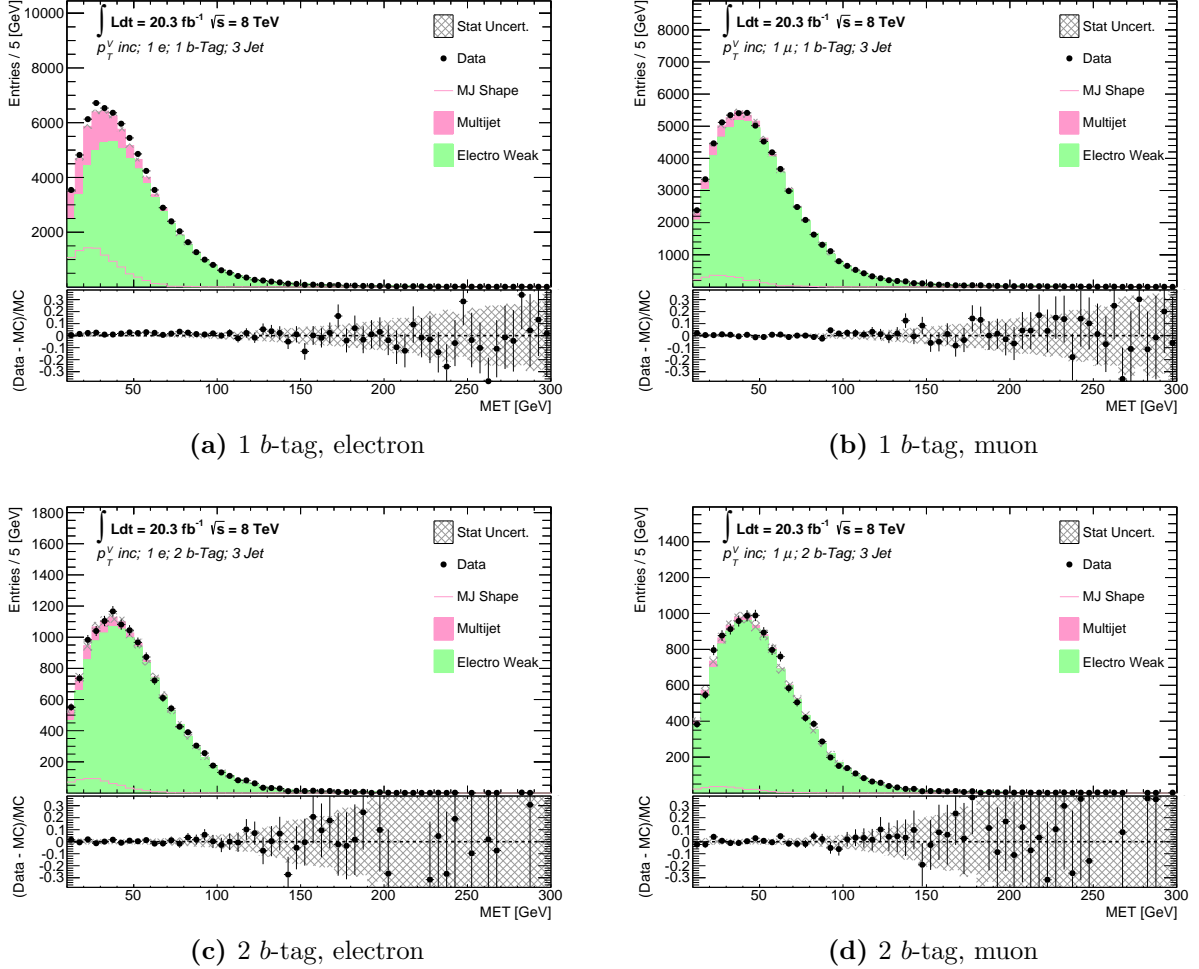 ∫ Ldt = 20.3 fb⁻¹ √s = 8 TeV
p_T^V inc; 1 e; 1 b-Tag; 3 Jet
Stat Uncert.
Data
MJ Shape
Multijet
Electro Weak
Entries / 5 [GeV]
10000
8000
6000
4000
2000
(Data - MC)/MC
0.3
0.2
0.1
0
-0.1
-0.2
-0.3
50 100 150 200 250 300
MET [GeV]
(a) 1 b-tag, electron
∫ Ldt = 20.3 fb⁻¹ √s = 8 TeV
p_T^V inc; 1 μ; 1 b-Tag; 3 Jet
Stat Uncert.
Data
MJ Shape
Multijet
Electro Weak
Entries / 5 [GeV]
8000
7000
6000
5000
4000
3000
2000
1000
(Data - MC)/MC
0.3
0.2
0.1
0
-0.1
-0.2
-0.3
50 100 150 200 250 300
MET [GeV]
(b) 1 b-tag, muon
∫ Ldt = 20.3 fb⁻¹ √s = 8 TeV
p_T^V inc; 1 e; 2 b-Tag; 3 Jet
Stat Uncert.
Data
MJ Shape
Multijet
Electro Weak
Entries / 5 [GeV]
1800
1600
1400
1200
1000
800
600
400
200
(Data - MC)/MC
0.3
0.2
0.1
0
-0.1
-0.2
-0.3
50 100 150 200 250 300
MET [GeV]
(c) 2 b-tag, electron
∫ Ldt = 20.3 fb⁻¹ √s = 8 TeV
p_T^V inc; 1 μ; 2 b-Tag; 3 Jet
Stat Uncert.
Data
MJ Shape
Multijet
Electro Weak
Entries / 5 [GeV]
1400
1200
1000
800
600
400
200
(Data - MC)/MC
0.3
0.2
0.1
0
-0.1
-0.2
-0.3
50 100 150 200 250 300
MET [GeV]
(d) 2 b-tag, muon